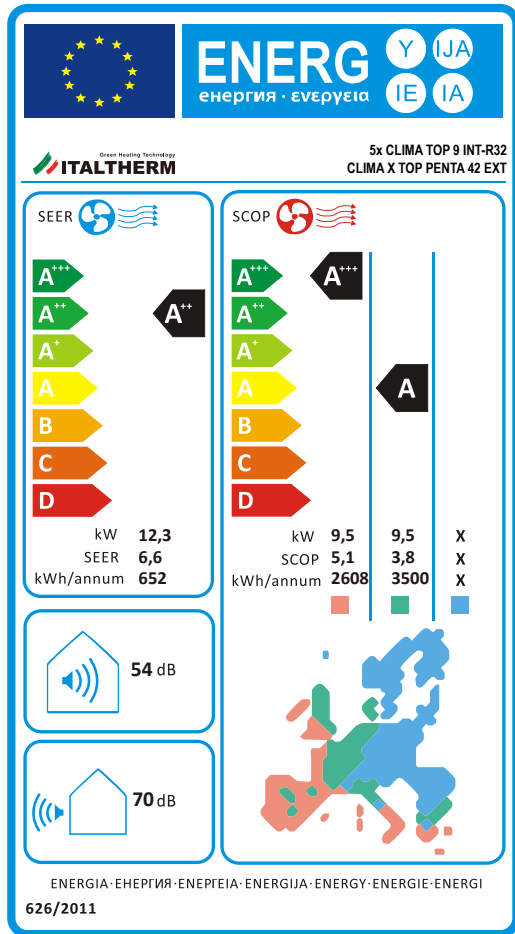 ENERG
енергия · ενεργεια
Y IJA
IE IA
Green Heating Technology
ITALTHERM
5x CLIMA TOP 9 INT-R32
CLIMA X TOP PENTA 42 EXT
SEER
A+++
A++
A+
A
B
C
D
A++
kW 12,3
SEER 6,6
kWh/annum 652
SCOP
A+++
A++
A+
A
B
C
D
A+++
A
kW 9,5 9,5 X
SCOP 5,1 3,8 X
kWh/annum 2608 3500 X
54 dB
70 dB
ENERGIA·ЕНЕРГИЯ·ΕΝΕΡΓΕΙΑ·ENERGIJA·ENERGY·ENERGIE·ENERGI
626/2011